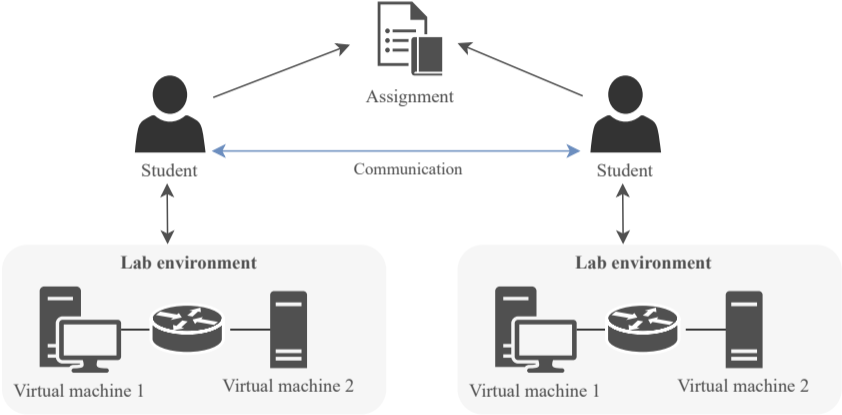 Assignment
Student
Communication
Student
Lab environment
Lab environment
Virtual machine 1
Virtual machine 2
Virtual machine 1
Virtual machine 2